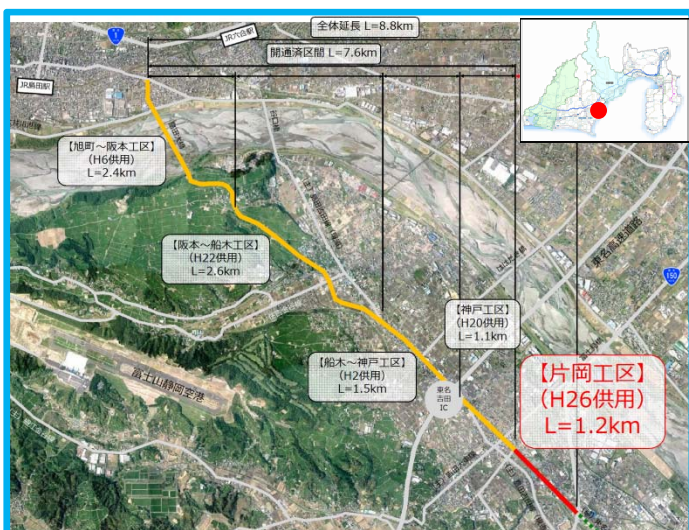 全体延長 L=8.8km
JR六合駅
1
開通済区間 L=7.6km
JR島田駅
【旭町～阪本工区】
(H6供用)
L=2.4km
東名高速道路
150
【阪本～船木工区】
(H22供用)
L=2.6km
【神戸工区】
(H20供用)
L=1.1km
【船木～神戸工区】
(H2供用)
L=1.5km
富士山静岡空港
東名
吉田
IC
【片岡工区】
(H26供用)
L=1.2km